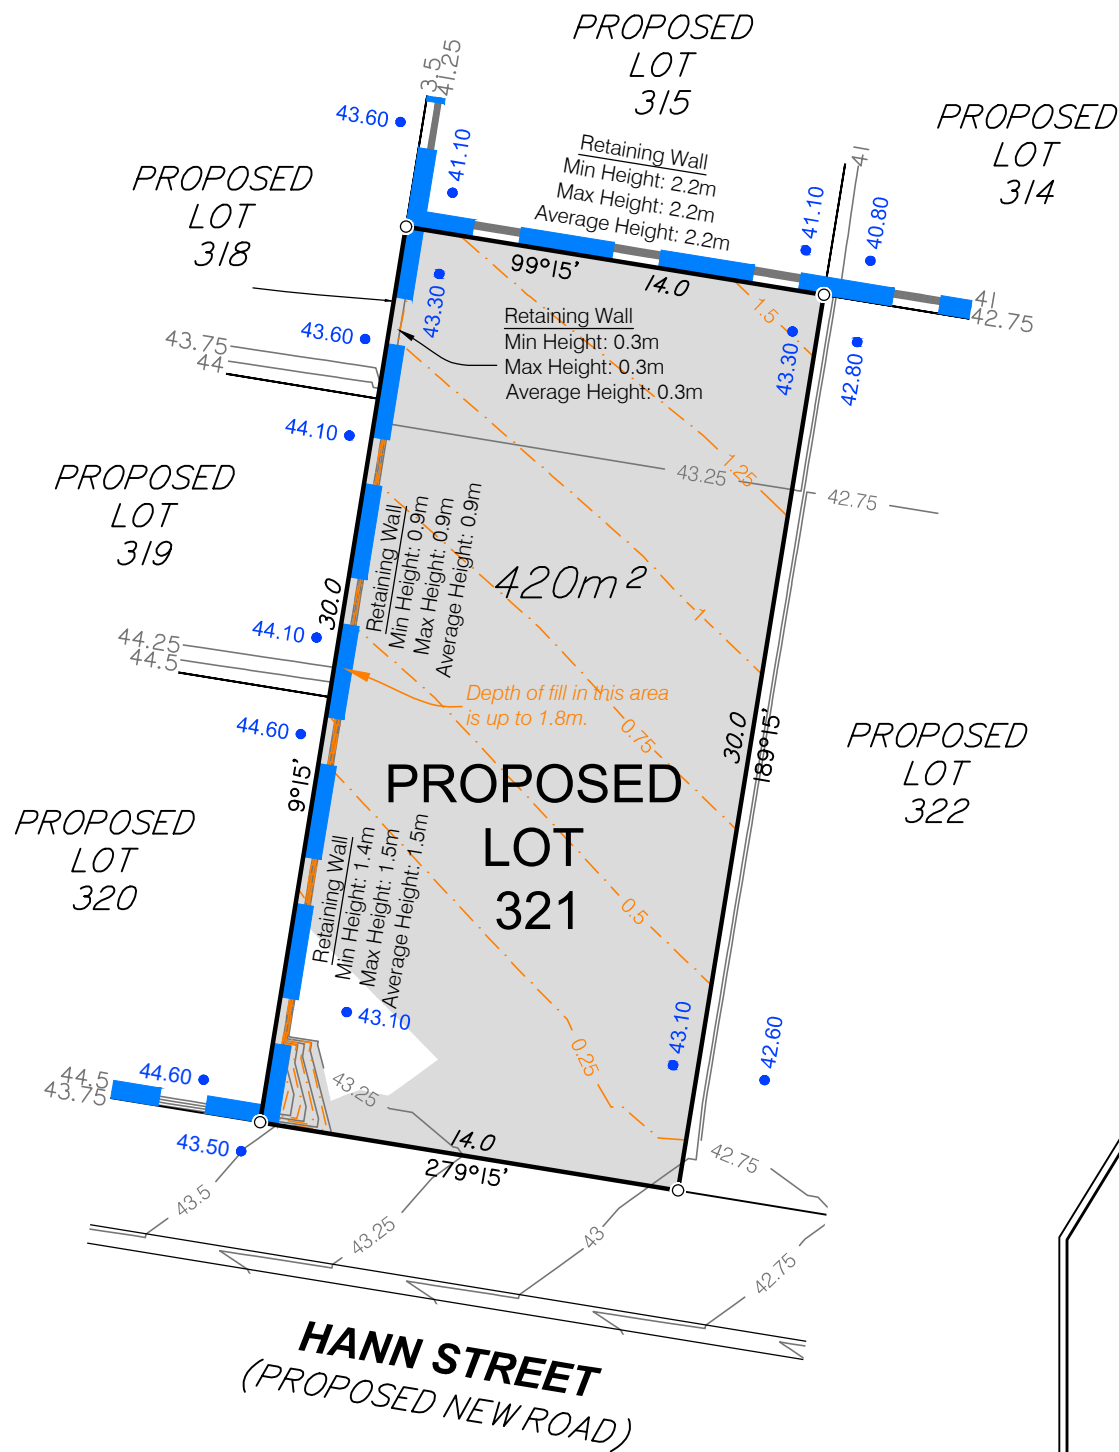 PROPOSED
LOT
315
PROPOSED
LOT
314
3.5
41.25
43.60
41.10
Retaining Wall
Min Height: 2.2m
Max Height: 2.2m
Average Height: 2.2m
41
41.10
40.80
PROPOSED
LOT
318
99°15'
14.0
41
42.75
1.5
43.30
Retaining Wall
Min Height: 0.3m
Max Height: 0.3m
Average Height: 0.3m
43.60
43.75
44
43.30
42.80
44.10
43.25
1.25
42.75
PROPOSED
LOT
319
Retaining Wall
Min Height: 0.9m
Max Height: 0.9m
Average Height: 0.9m
420m²
30.0
1
44.10
44.25
44.5
Depth of fill in this area
is up to 1.8m.
0.75
44.60
30.0
189°15'
PROPOSED
LOT
322
9°15'
PROPOSED
LOT
321
PROPOSED
LOT
320
Retaining Wall
Min Height: 1.4m
Max Height: 1.5m
Average Height: 1.5m
0.5
43.10
43.10
42.60
0.25
44.5
43.75
44.60
43.25
43.50
14.0
279°15'
42.75
43.5
43.25
43
42.75
HANN STREET
(PROPOSED NEW ROAD)